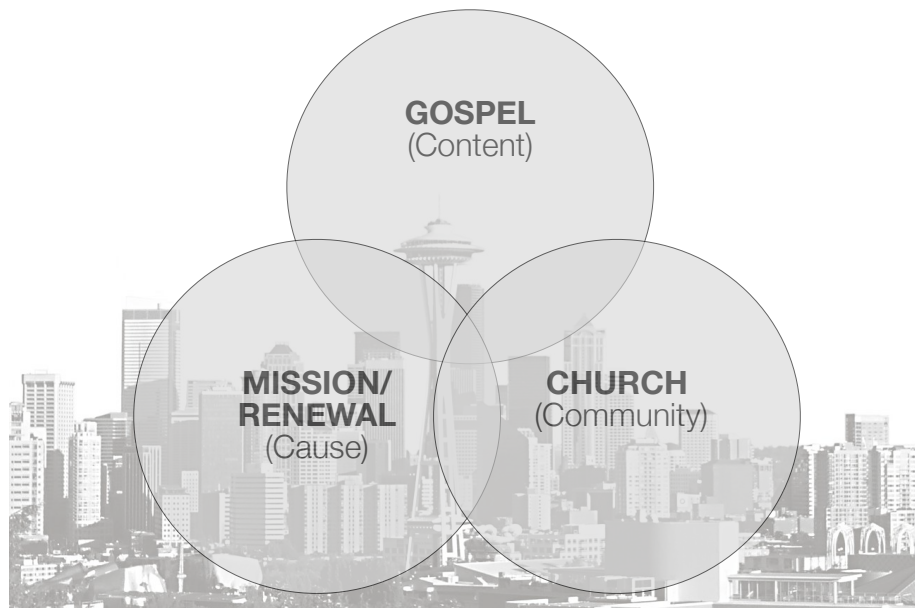 GOSPEL
(Content)
MISSION/
RENEWAL
(Cause)
CHURCH
(Community)